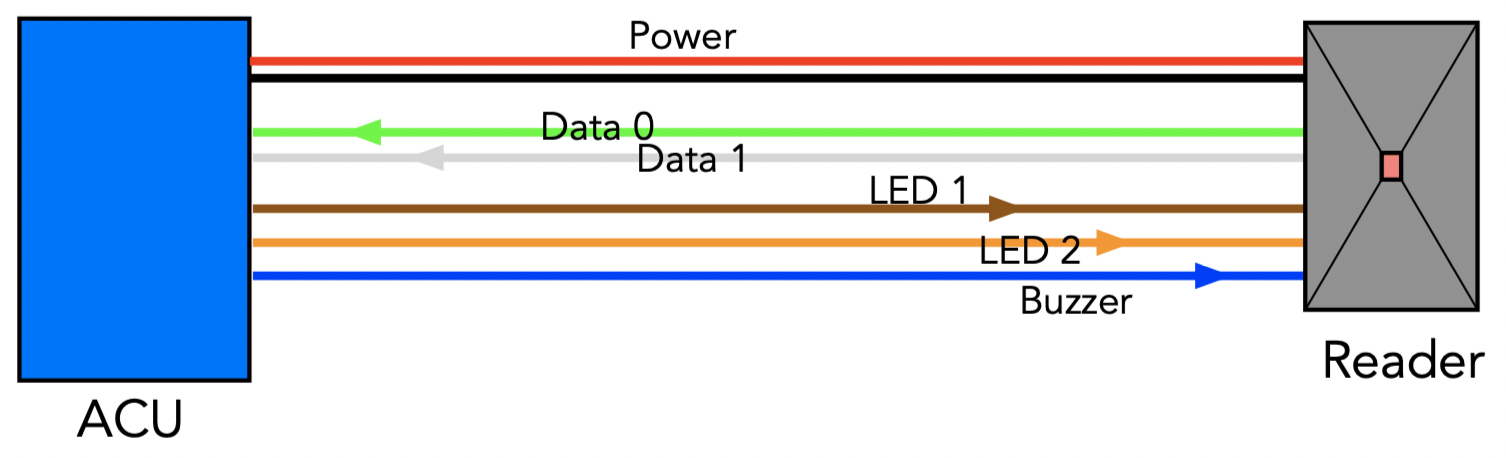 Power
Data 0
Data 1
LED 1
LED 2
Buzzer
Reader
ACU